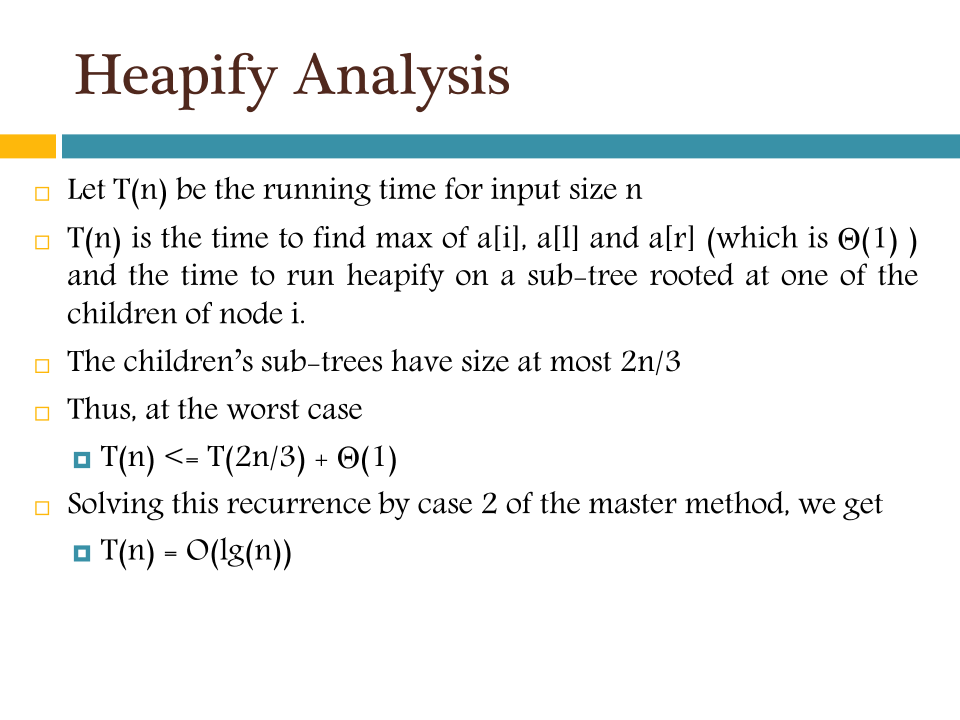 Heapify Analysis
Let T(n) be the running time for input size n
T(n) is the time to find max of a[i], a[l] and a[r] (which is Θ(1) )
and the time to run heapify on a sub-tree rooted at one of the
children of node i.
The children’s sub-trees have size at most 2n/3
Thus, at the worst case
T(n) <= T(2n/3) + Θ(1)
Solving this recurrence by case 2 of the master method, we get
T(n) = O(lg(n))